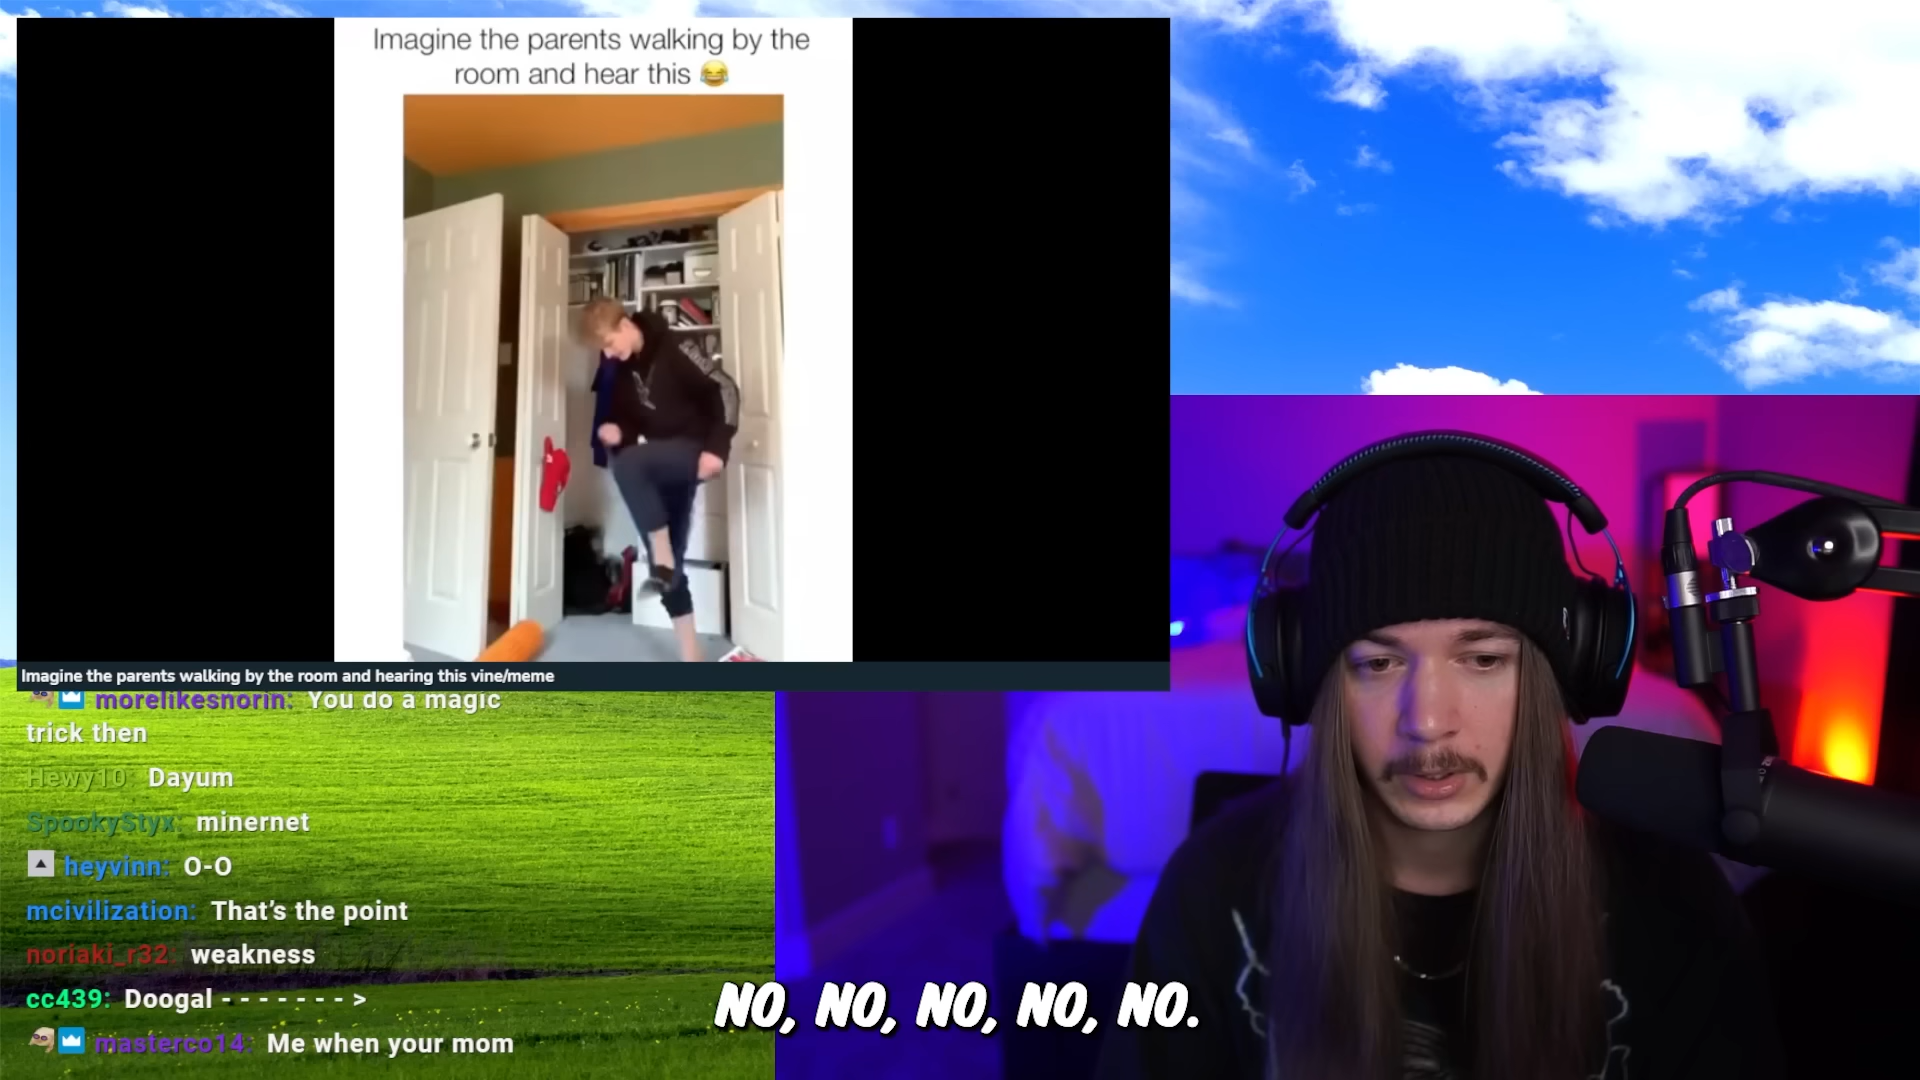 Imagine the parents walking by the
room and hear this 😂
Imagine the parents walking by the room and hearing this vine/meme
morelikesnorin: You do a magic
trick then
Hewy10: Dayum
SpookyStyx: minernet
heyvinn: O-O
mcivilization: That's the point
noriaki_r32: weakness
cc439: Doogal - - - - - - - >
masterco14: Me when your mom
NO, NO, NO, NO, NO.